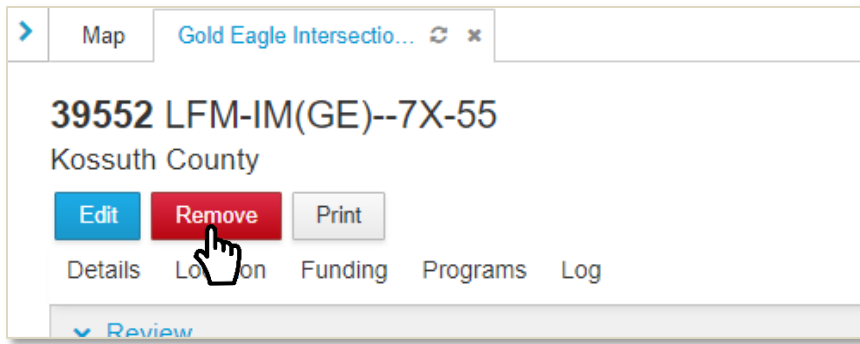 Map Gold Eagle Intersectio...
39552 LFM-IM(GE)--7X-55
Kossuth County
Edit Remove Print
Details Location Funding Programs Log
Review